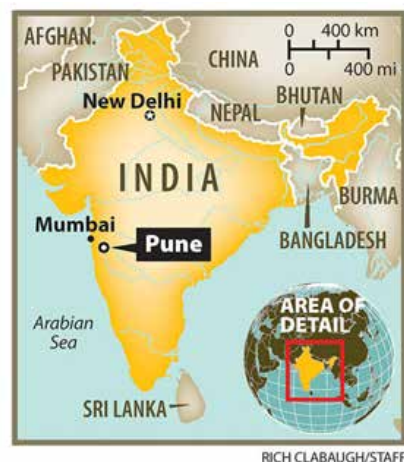 AFGHAN.
PAKISTAN
CHINA
0 400 km
0 400 mi
New Delhi
NEPAL
BHUTAN
INDIA
BURMA
BANGLADESH
Mumbai
Pune
Arabian
Sea
SRI LANKA
AREA OF
DETAIL
RICH CLABAUGH/STAFF